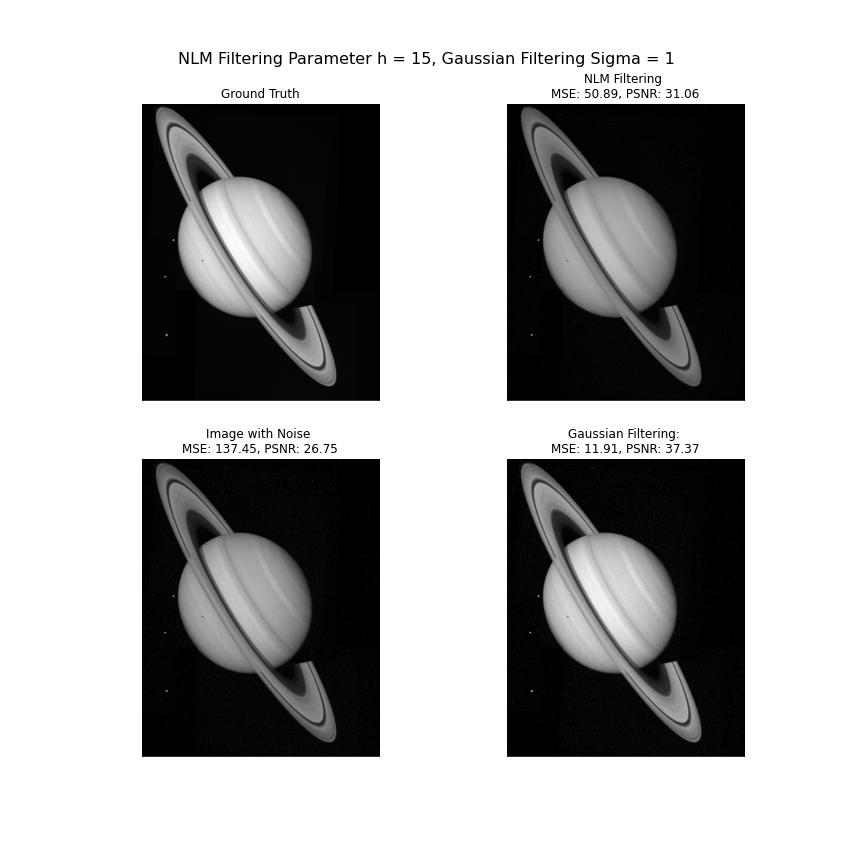 NLM Filtering Parameter h = 15, Gaussian Filtering Sigma = 1
Ground Truth
NLM Filtering
MSE: 50.89, PSNR: 31.06
Image with Noise
MSE: 137.45, PSNR: 26.75
Gaussian Filtering:
MSE: 11.91, PSNR: 37.37